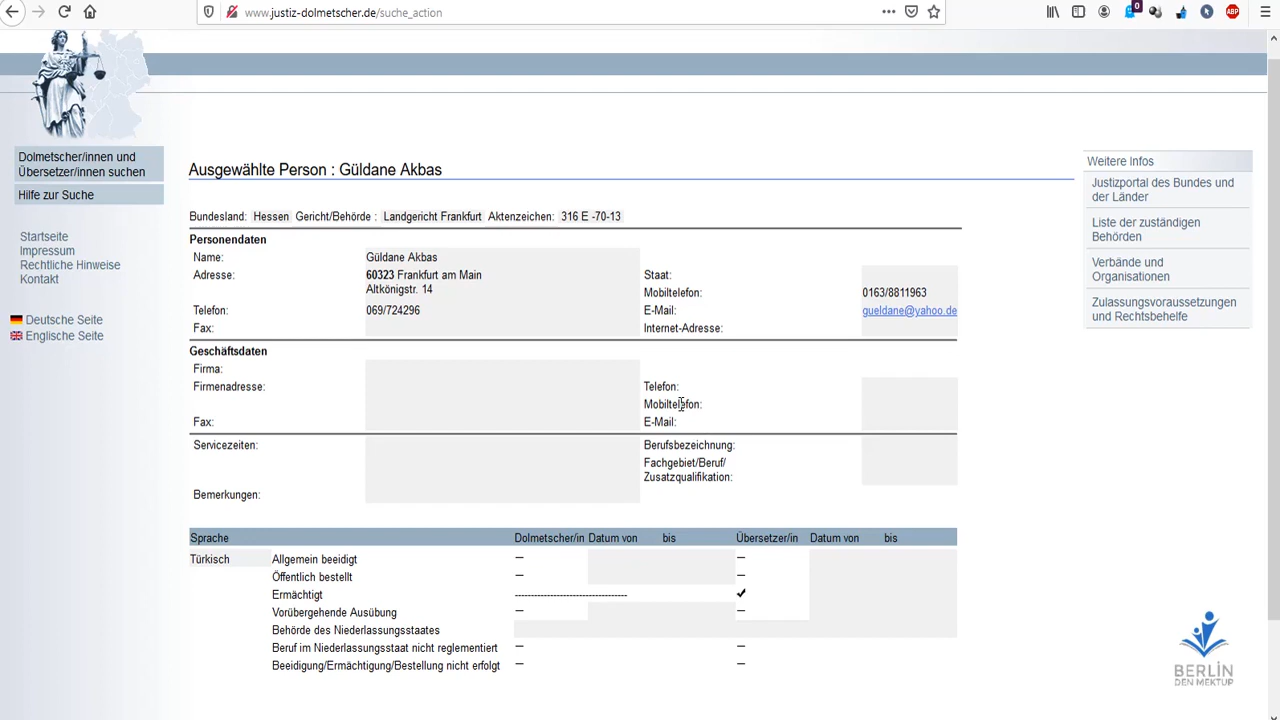 www.justiz-dolmetscher.de/suche_action
0
ABP
Dolmetscher/innen und
Übersetzer/innen suchen
Hilfe zur Suche
Startseite
Impressum
Rechtliche Hinweise
Kontakt
Deutsche Seite
Englische Seite
Ausgewählte Person : Güldane Akbas
Bundesland: Hessen Gericht/Behörde : Landgericht Frankfurt Aktenzeichen: 316 E -70-13
Personendaten
Name: Güldane Akbas
Adresse: 60323 Frankfurt am Main Staat:
Altkönigstr. 14 Mobiltelefon: 0163/8811963
Telefon: 069/724296 E-Mail: gueldane@yahoo.de
Fax: Internet-Adresse:
Geschäftsdaten
Firma:
Firmenadresse: Telefon:
Mobiltelefon:
Fax: E-Mail:
Servicezeiten: Berufsbezeichnung:
Fachgebiet/Beruf/
Zusatzqualifikation:
Bemerkungen:
Sprache Dolmetscher/in Datum von bis Übersetzer/in Datum von bis
Türkisch Allgemein beeidigt — —
Öffentlich bestellt — —
Ermächtigt ---------------------------------- ✔
Vorübergehende Ausübung — —
Behörde des Niederlassungsstaates
Beruf im Niederlassungsstaat nicht reglementiert — —
Beeidigung/Ermächtigung/Bestellung nicht erfolgt — —
Weitere Infos
Justizportal des Bundes und
der Länder
Liste der zuständigen
Behörden
Verbände und
Organisationen
Zulassungsvoraussetzungen
und Rechtsbehelfe
BERLİN
DEN MEKTUP